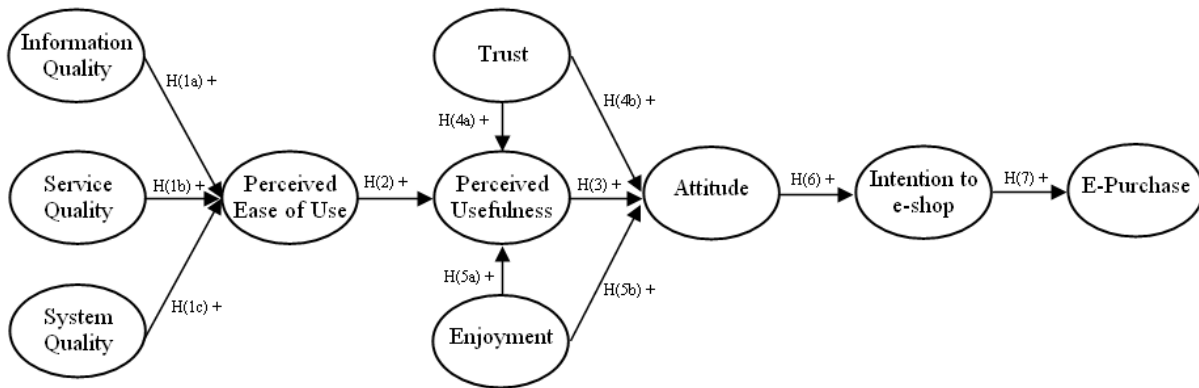 Information
Quality
Trust
H(1a) +
H(4a) +
H(4b) +
Service
Quality
H(1b) +
Perceived
Ease of Use
H(2) +
Perceived
Usefulness
H(3) +
Attitude
H(6) +
Intention to
e-shop
H(7) +
E-Purchase
H(5a) +
H(5b) +
H(1c) +
System
Quality
Enjoyment